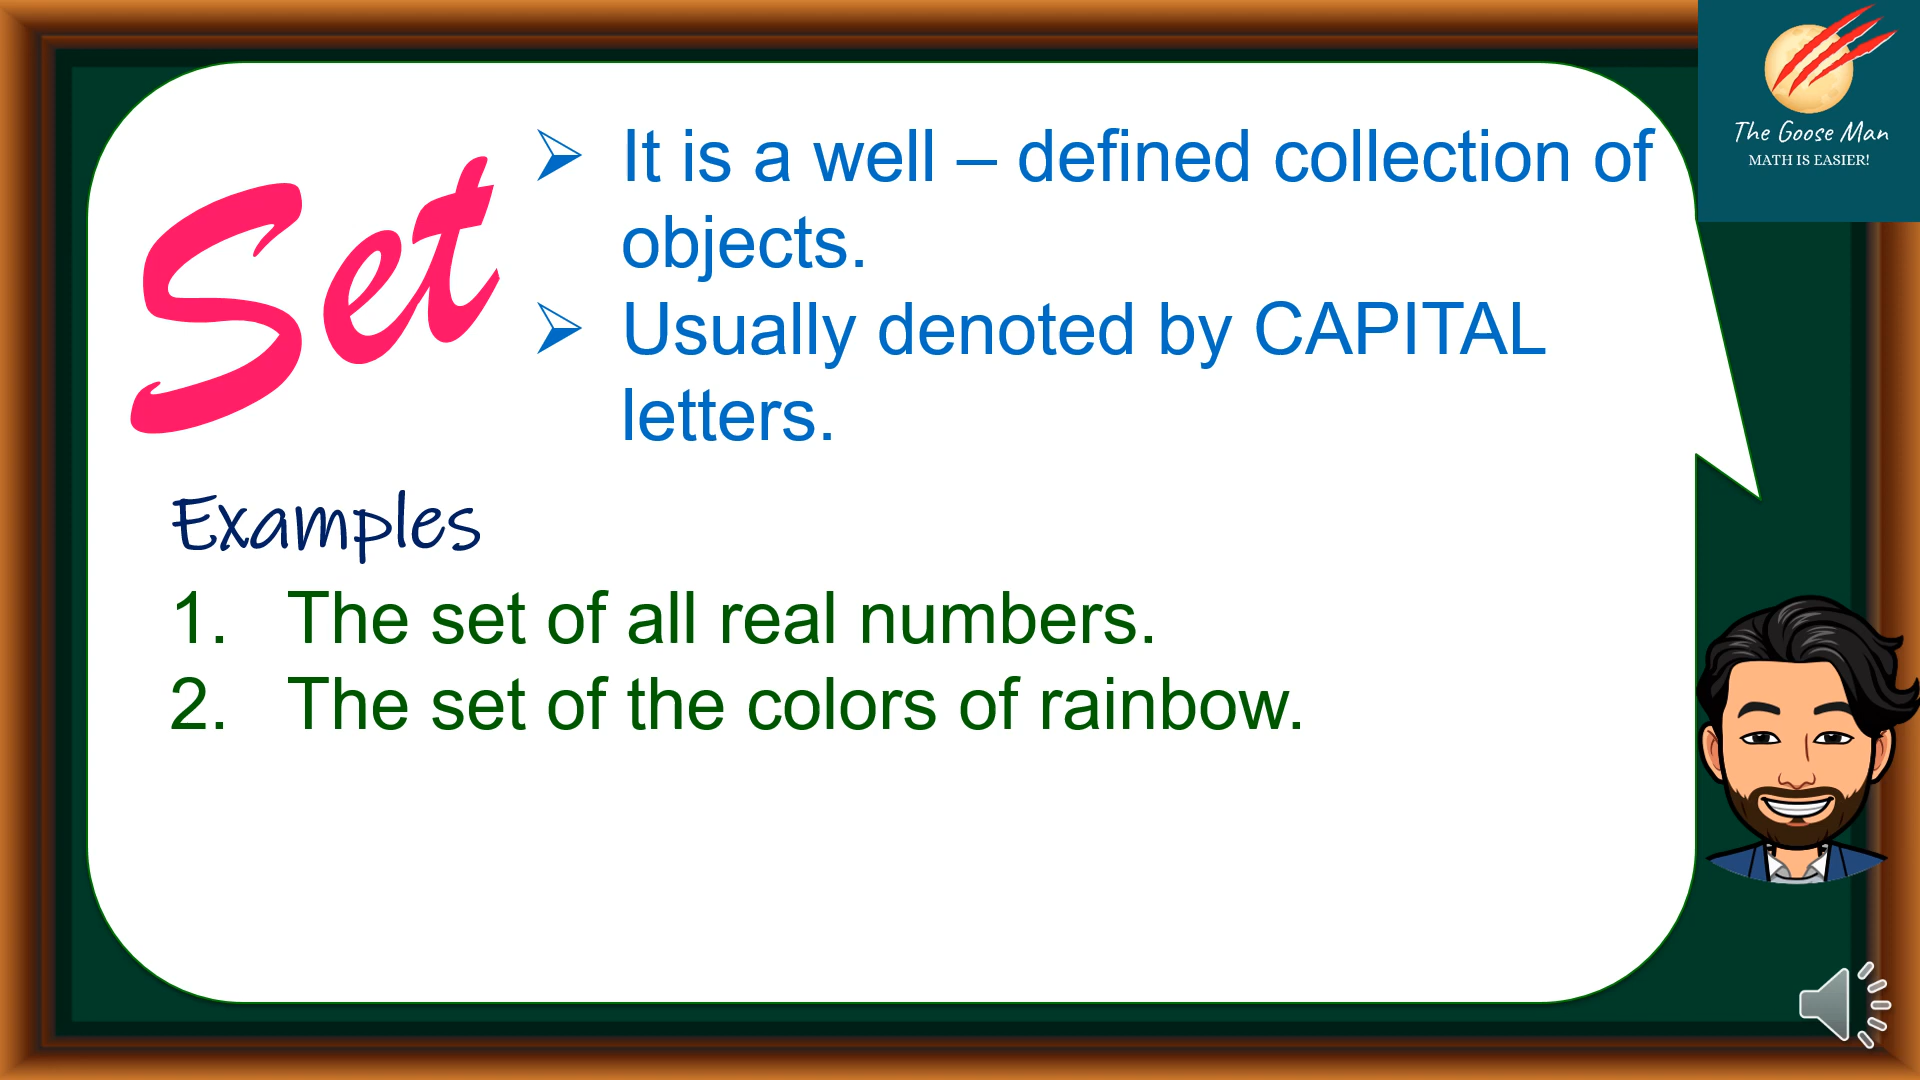 Set
➢ It is a well – defined collection of
objects.
➢ Usually denoted by CAPITAL
letters.
Examples
1. The set of all real numbers.
2. The set of the colors of rainbow.
The Goose Man
MATH IS EASIER!